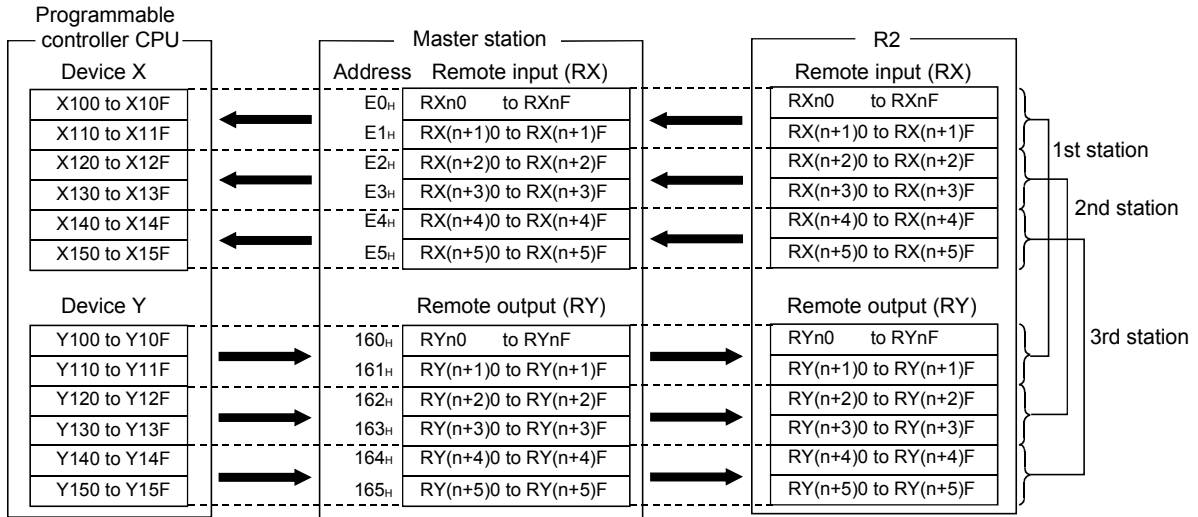 Programmable
controller CPU
Master station
R2
Device X
Address
Remote input (RX)
Remote input (RX)
X100 to X10F
E0H
RXn0 to RXnF
RXn0 to RXnF
X110 to X11F
E1H
RX(n+1)0 to RX(n+1)F
RX(n+1)0 to RX(n+1)F
1st station
X120 to X12F
E2H
RX(n+2)0 to RX(n+2)F
RX(n+2)0 to RX(n+2)F
X130 to X13F
E3H
RX(n+3)0 to RX(n+3)F
RX(n+3)0 to RX(n+3)F
2nd station
X140 to X14F
E4H
RX(n+4)0 to RX(n+4)F
RX(n+4)0 to RX(n+4)F
X150 to X15F
E5H
RX(n+5)0 to RX(n+5)F
RX(n+5)0 to RX(n+5)F
Device Y
Remote output (RY)
Remote output (RY)
Y100 to Y10F
160H
RYn0 to RYnF
RYn0 to RYnF
3rd station
Y110 to Y11F
161H
RY(n+1)0 to RY(n+1)F
RY(n+1)0 to RY(n+1)F
Y120 to Y12F
162H
RY(n+2)0 to RY(n+2)F
RY(n+2)0 to RY(n+2)F
Y130 to Y13F
163H
RY(n+3)0 to RY(n+3)F
RY(n+3)0 to RY(n+3)F
Y140 to Y14F
164H
RY(n+4)0 to RY(n+4)F
RY(n+4)0 to RY(n+4)F
Y150 to Y15F
165H
RY(n+5)0 to RY(n+5)F
RY(n+5)0 to RY(n+5)F